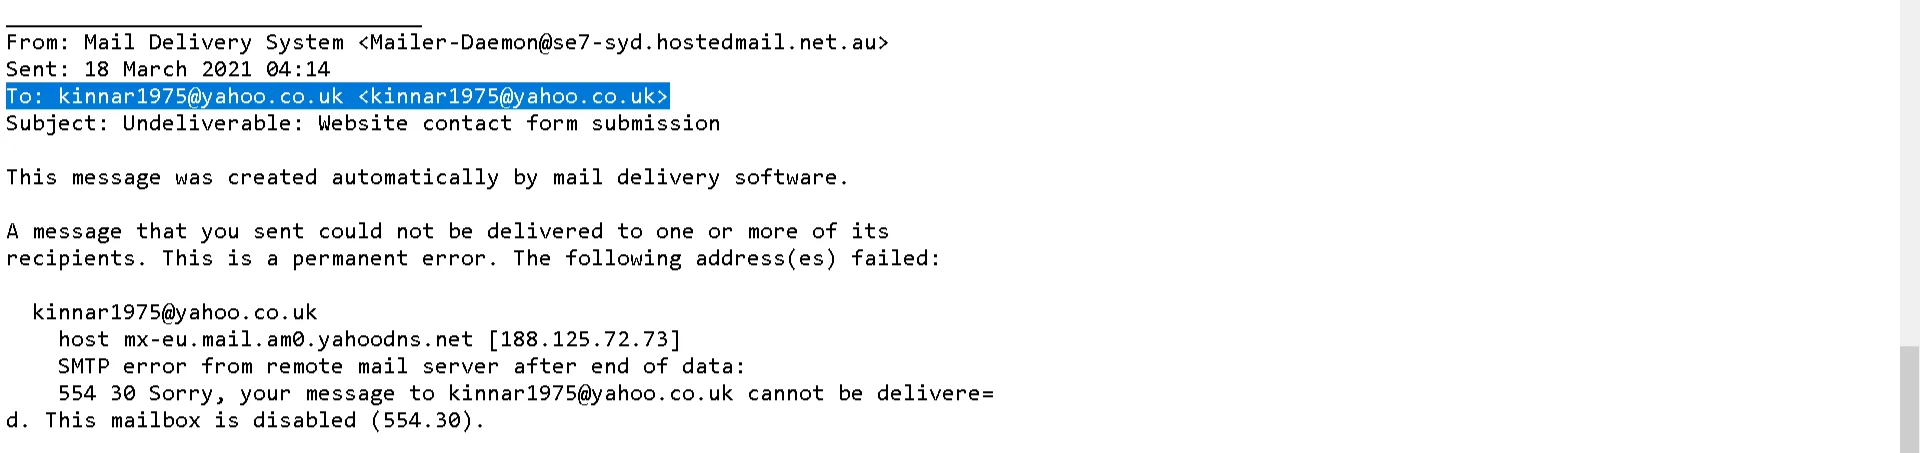 ________________________________
From: Mail Delivery System <Mailer-Daemon@se7-syd.hostedmail.net.au>
Sent: 18 March 2021 04:14
To: kinnar1975@yahoo.co.uk <kinnar1975@yahoo.co.uk>
Subject: Undeliverable: Website contact form submission
This message was created automatically by mail delivery software.
A message that you sent could not be delivered to one or more of its
recipients. This is a permanent error. The following address(es) failed:
kinnar1975@yahoo.co.uk
host mx-eu.mail.am0.yahoodns.net [188.125.72.73]
SMTP error from remote mail server after end of data:
554 30 Sorry, your message to kinnar1975@yahoo.co.uk cannot be delivere=
d. This mailbox is disabled (554.30).